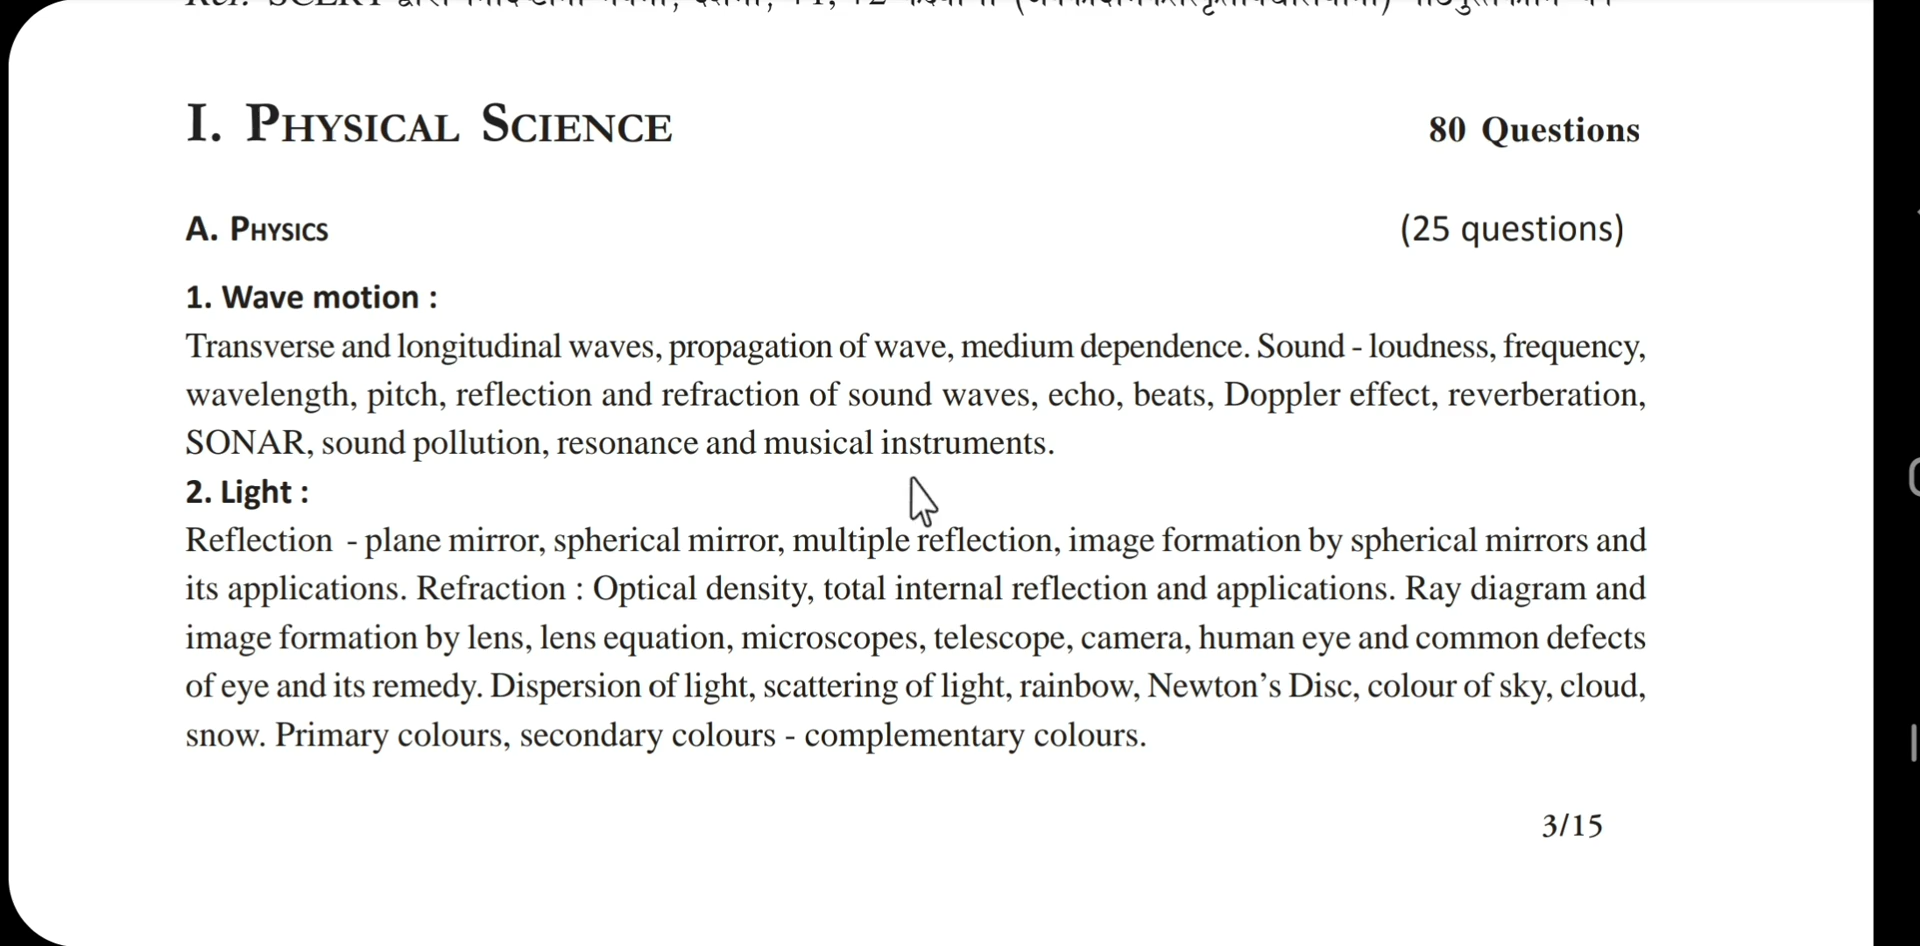 I. PHYSICAL SCIENCE 80 Questions
A. PHYSICS (25 questions)
1. Wave motion :
Transverse and longitudinal waves, propagation of wave, medium dependence. Sound - loudness, frequency,
wavelength, pitch, reflection and refraction of sound waves, echo, beats, Doppler effect, reverberation,
SONAR, sound pollution, resonance and musical instruments.
2. Light :
Reflection - plane mirror, spherical mirror, multiple reflection, image formation by spherical mirrors and
its applications. Refraction : Optical density, total internal reflection and applications. Ray diagram and
image formation by lens, lens equation, microscopes, telescope, camera, human eye and common defects
of eye and its remedy. Dispersion of light, scattering of light, rainbow, Newton’s Disc, colour of sky, cloud,
snow. Primary colours, secondary colours - complementary colours.
3/15